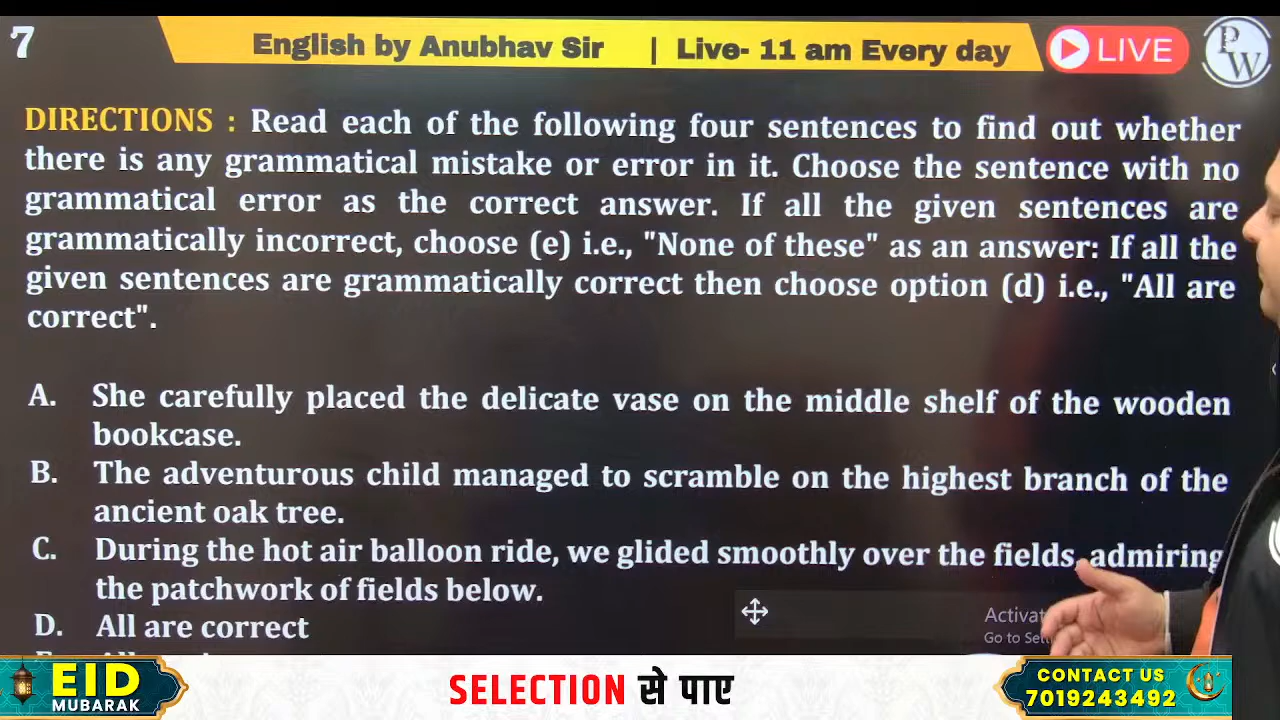 7
English by Anubhav Sir | Live- 11 am Every day
LIVE
PW
DIRECTIONS : Read each of the following four sentences to find out whether
there is any grammatical mistake or error in it. Choose the sentence with no
grammatical error as the correct answer. If all the given sentences are
grammatically incorrect, choose (e) i.e., "None of these" as an answer: If all the
given sentences are grammatically correct then choose option (d) i.e., "All are
correct".
A. She carefully placed the delicate vase on the middle shelf of the wooden
bookcase.
B. The adventurous child managed to scramble on the highest branch of the
ancient oak tree.
C. During the hot air balloon ride, we glided smoothly over the fields, admiring
the patchwork of fields below.
D. All are correct
Go to
EID
MUBARAK
SELECTION से पाए
CONTACT US
7019243492